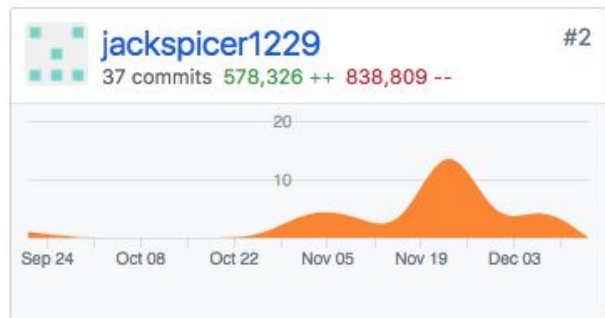 jackspicer1229 #2
37 commits 578,326 ++ 838,809 --
20
10
Sep 24 Oct 08 Oct 22 Nov 05 Nov 19 Dec 03